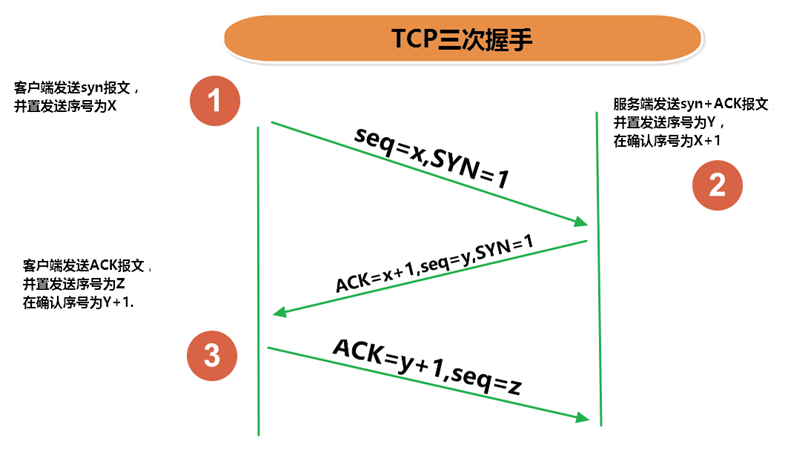 TCP三次握手
客户端发送syn报文，
并置发送序号为X
1
服务端发送syn+ACK报文，
并置发送序号为Y，
在确认序号为X+1
2
seq=x,SYN=1
ACK=x+1,seq=y,SYN=1
客户端发送ACK报文，
并置发送序号为Z
在确认序号为Y+1.
3
ACK=y+1,seq=z